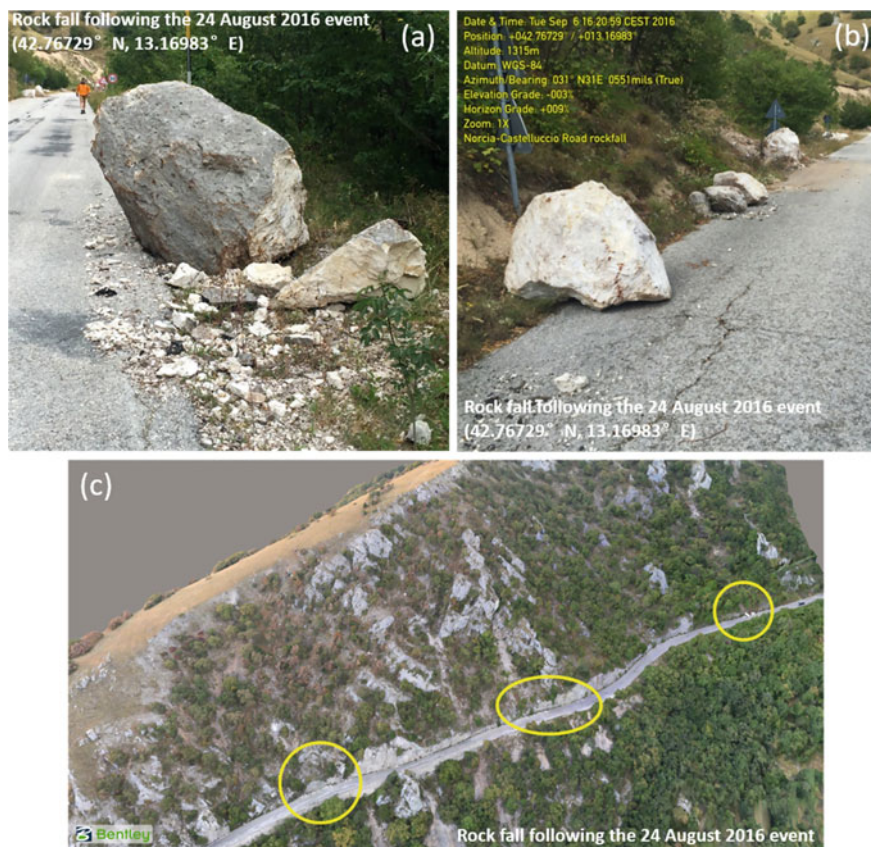 Rock fall following the 24 August 2016 event
(42.76729° N, 13.16983° E)
(a)
Date & Time: Tue Sep 6 16:20:59 CEST 2016
Position: +042.76729° / +013.16983°
Altitude: 1315m
Datum: WGS-84
Azimuth/Bearing: 031° N31E 0551mils (True)
Elevation Grade: -003%
Horizon Grade: +009%
Zoom: 1X
Norcia-Castelluccio Road rockfall
(b)
Rock fall following the 24 August 2016 event
(42.76729° N, 13.16983° E)
(c)
Bentley
Rock fall following the 24 August 2016 event